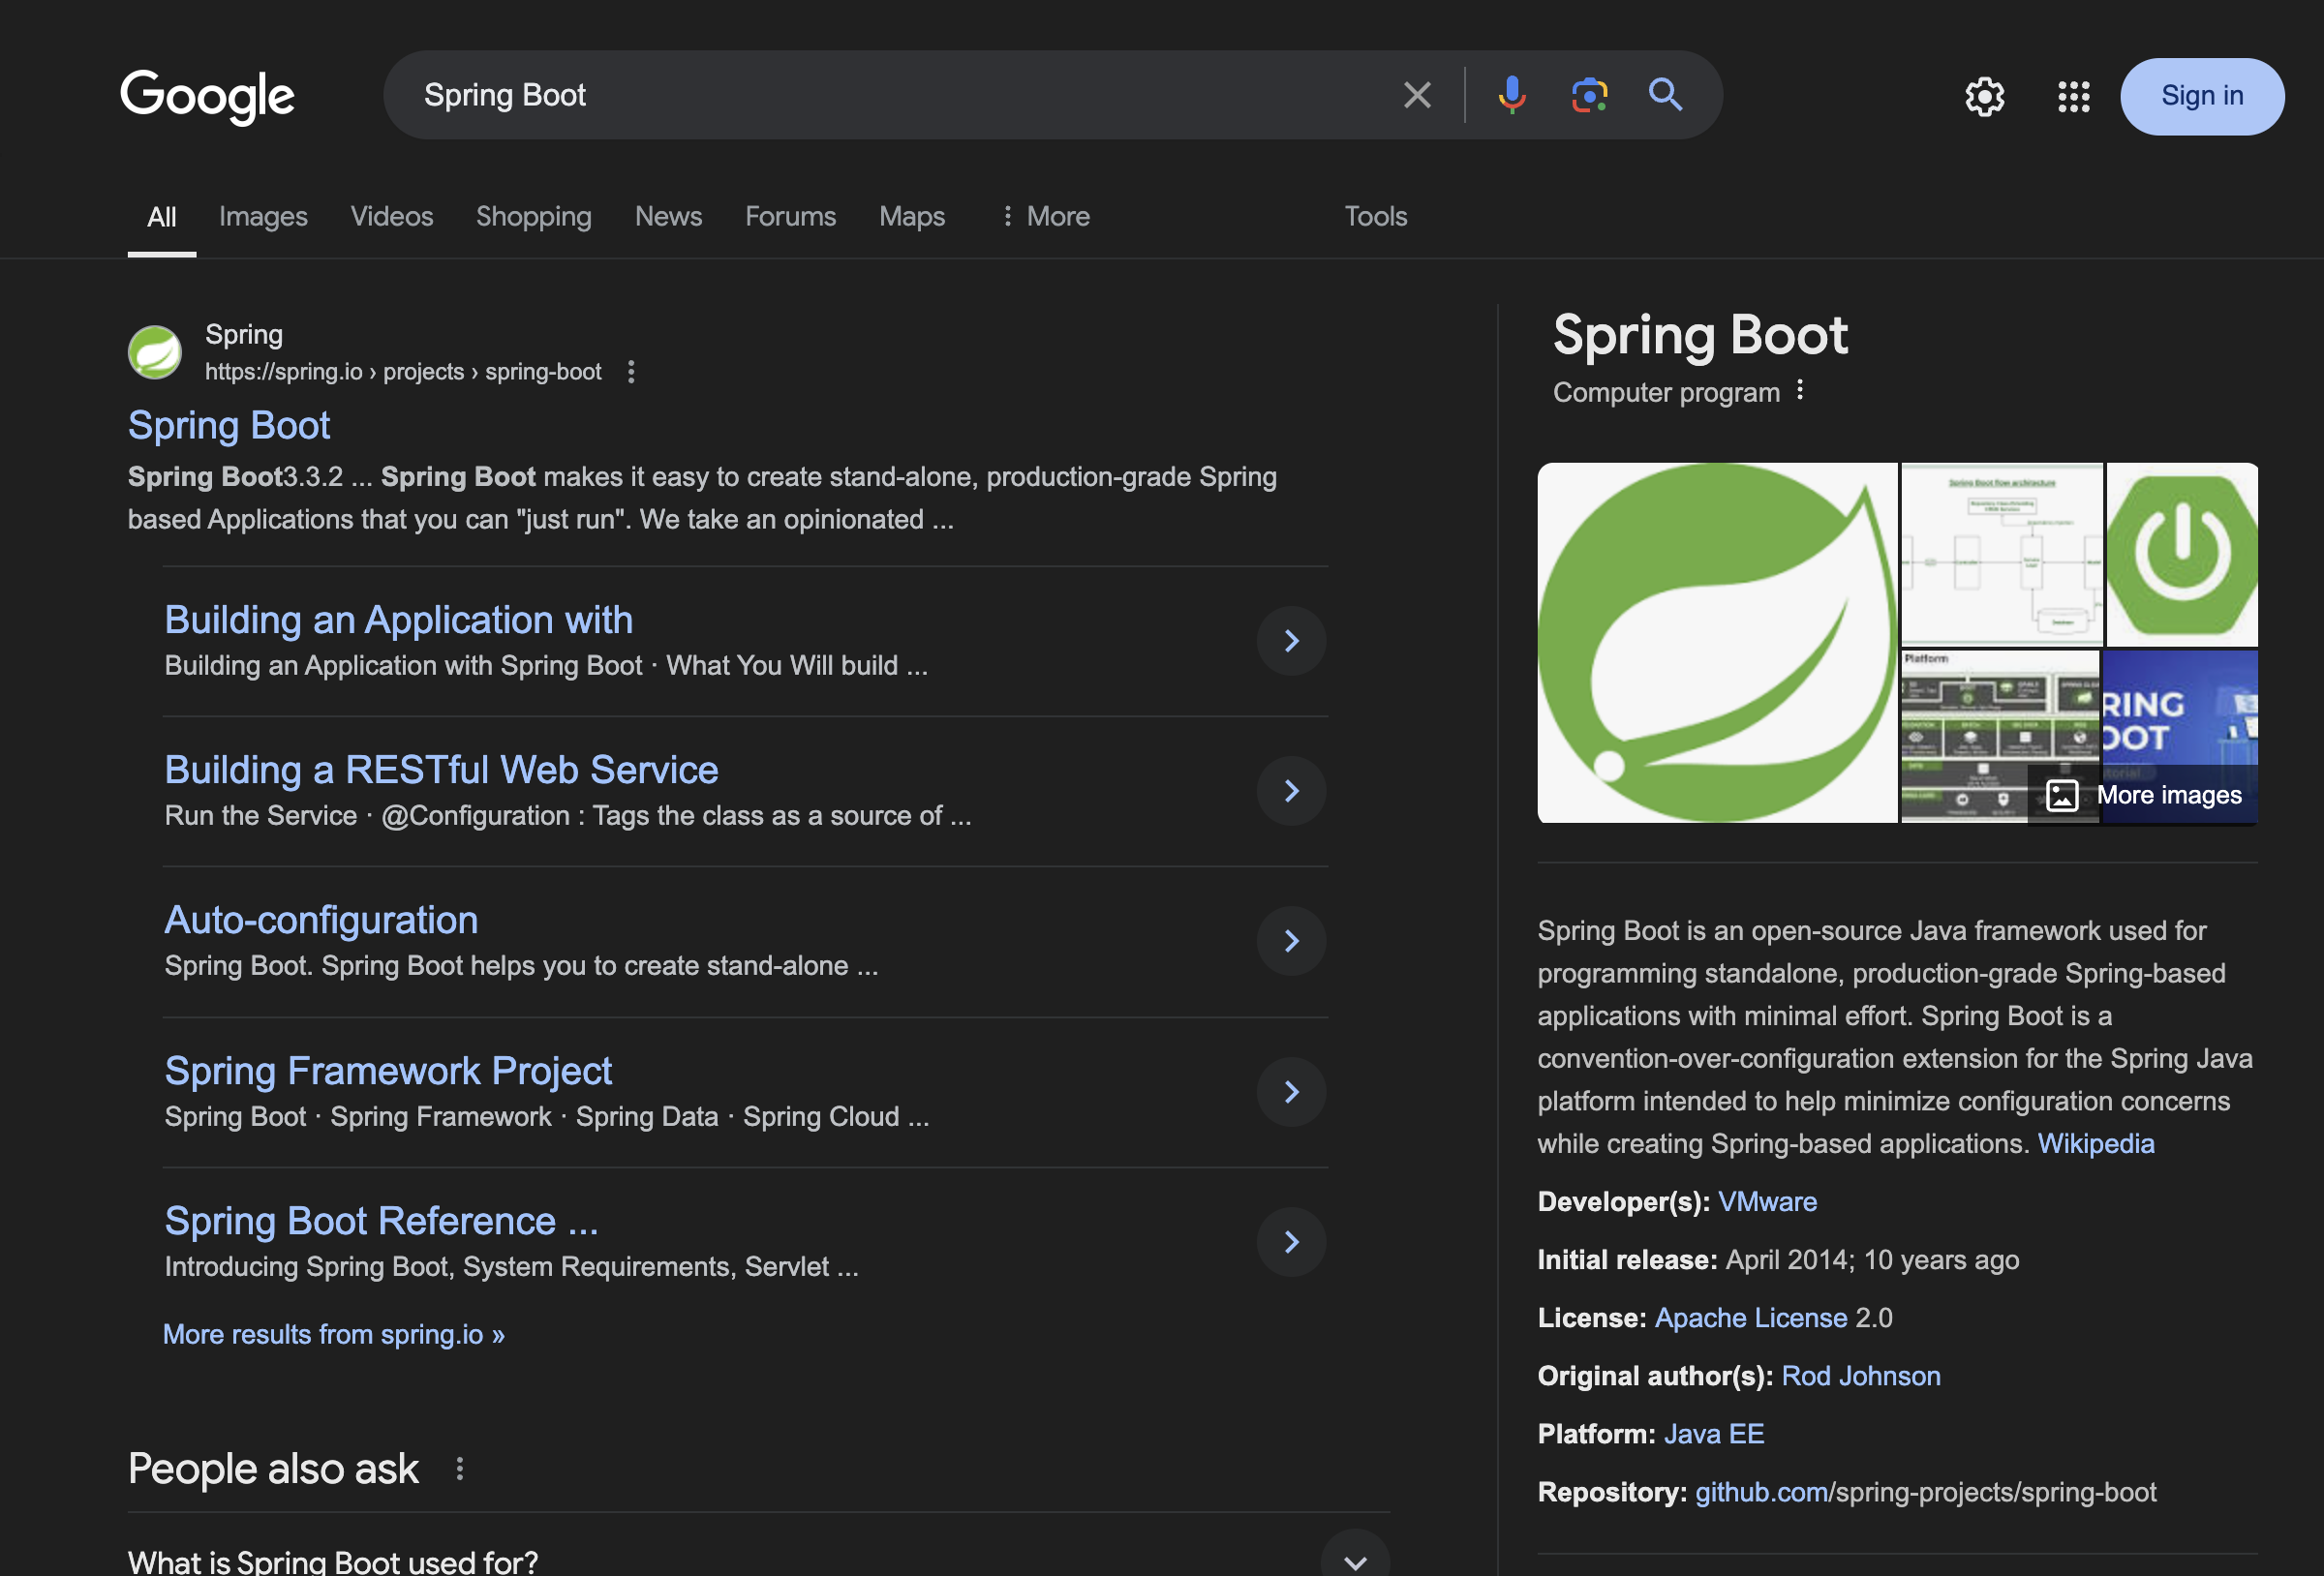 Google
Spring Boot
Sign in
All
Images
Videos
Shopping
News
Forums
Maps
More
Tools
Spring
https://spring.io › projects › spring-boot
Spring Boot
Spring Boot3.3.2 ... Spring Boot makes it easy to create stand-alone, production-grade Spring
based Applications that you can "just run". We take an opinionated ...
Building an Application with
Building an Application with Spring Boot · What You Will build ...
Building a RESTful Web Service
Run the Service · @Configuration : Tags the class as a source of ...
Auto-configuration
Spring Boot. Spring Boot helps you to create stand-alone ...
Spring Framework Project
Spring Boot · Spring Framework · Spring Data · Spring Cloud ...
Spring Boot Reference ...
Introducing Spring Boot, System Requirements, Servlet ...
More results from spring.io »
People also ask
What is Spring Boot used for?
Spring Boot
Computer program
Spring Boot flow architecture
Platform
RING
OOT
More images
Spring Boot is an open-source Java framework used for
programming standalone, production-grade Spring-based
applications with minimal effort. Spring Boot is a
convention-over-configuration extension for the Spring Java
platform intended to help minimize configuration concerns
while creating Spring-based applications. Wikipedia
Developer(s): VMware
Initial release: April 2014; 10 years ago
License: Apache License 2.0
Original author(s): Rod Johnson
Platform: Java EE
Repository: github.com/spring-projects/spring-boot